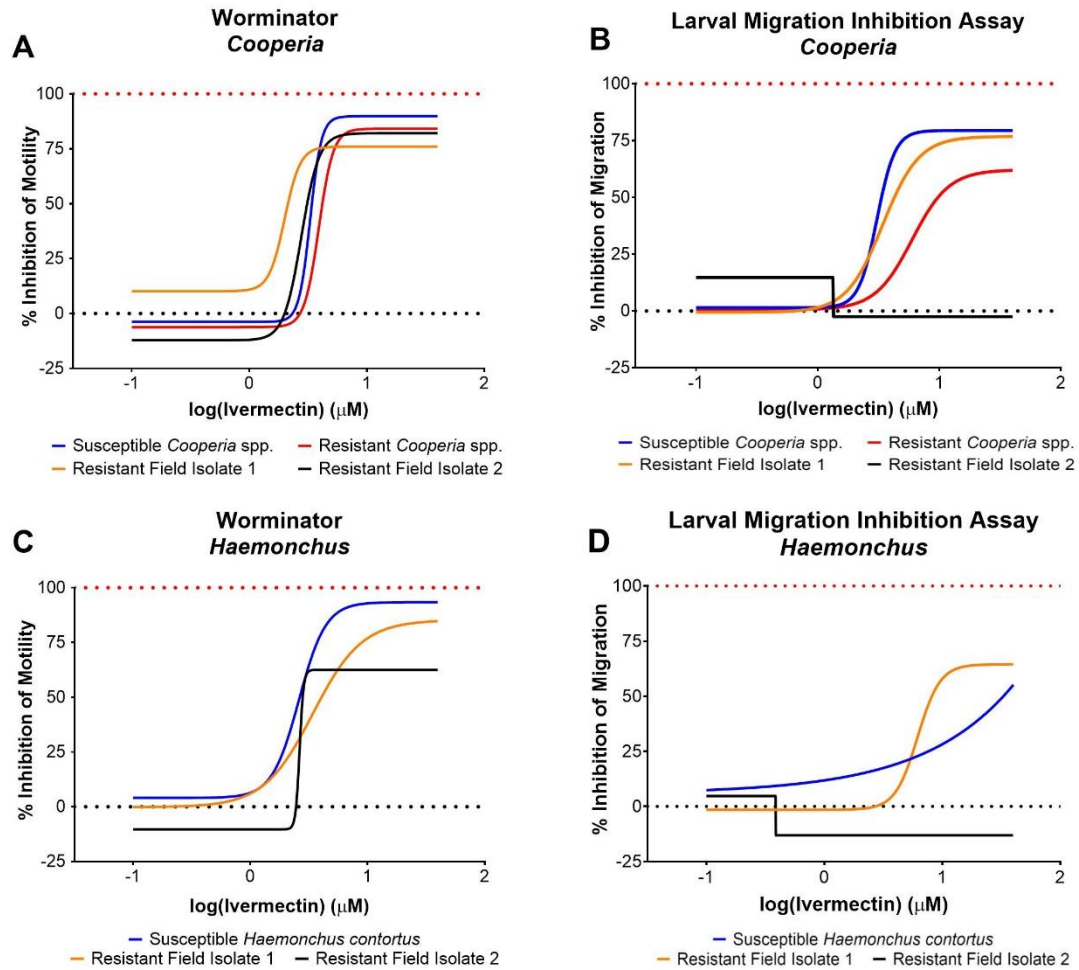 Worminator
Cooperia
A
% Inhibition of Motility
100
75
50
25
0
-25
-1 0 1 2
log(Ivermectin) (µM)
Susceptible Cooperia spp. Resistant Cooperia spp.
Resistant Field Isolate 1 Resistant Field Isolate 2
Larval Migration Inhibition Assay
Cooperia
B
% Inhibition of Migration
100
75
50
25
0
-25
-1 0 1 2
log(Ivermectin) (µM)
Susceptible Cooperia spp. Resistant Cooperia spp.
Resistant Field Isolate 1 Resistant Field Isolate 2
Worminator
Haemonchus
C
% Inhibition of Motility
100
75
50
25
0
-25
-1 0 1 2
log(Ivermectin) (µM)
Susceptible Haemonchus contortus
Resistant Field Isolate 1 Resistant Field Isolate 2
Larval Migration Inhibition Assay
Haemonchus
D
% Inhibition of Migration
100
75
50
25
0
-25
-1 0 1 2
log(Ivermectin) (µM)
Susceptible Haemonchus contortus
Resistant Field Isolate 1 Resistant Field Isolate 2